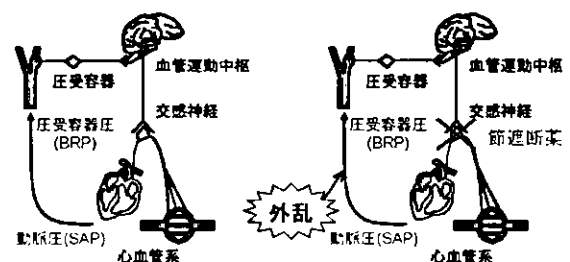 圧受容器
血管運動中枢
交感神経
圧受容器圧
(BRP)
動脈圧(SAP)
心血管系
圧受容器
血管運動中枢
交感神経
圧受容器圧
(BRP)
節遮断薬
外乱
動脈圧(SAP)
心血管系